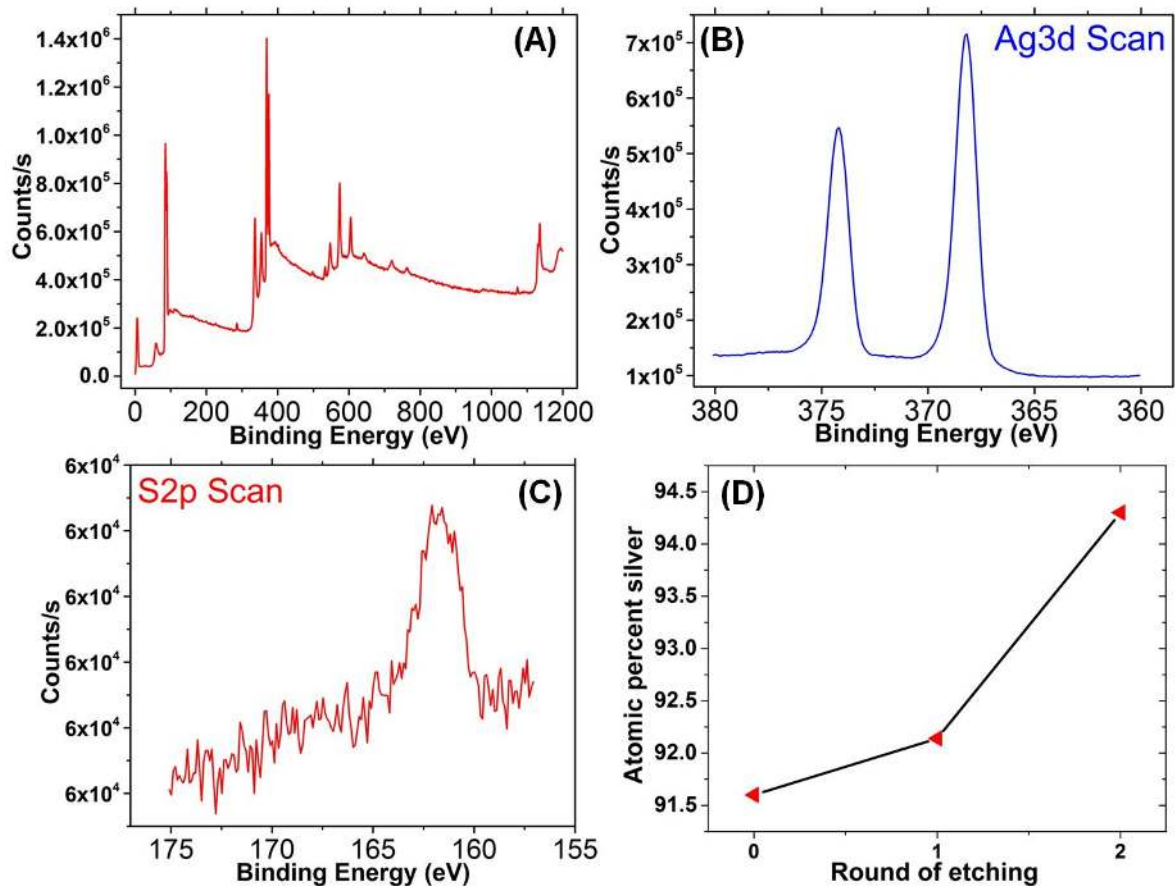 (A)
1.4x10⁶
1.2x10⁶
1.0x10⁶
8.0x10⁵
6.0x10⁵
4.0x10⁵
2.0x10⁵
0.0
Counts/s
0 200 400 600 800 1000 1200
Binding Energy (eV)
(B)
Ag3d Scan
7x10⁵
6x10⁵
5x10⁵
4x10⁵
3x10⁵
2x10⁵
1x10⁵
Counts/s
380 375 370 365 360
Binding Energy (eV)
S2p Scan
(C)
6x10⁴
6x10⁴
6x10⁴
6x10⁴
6x10⁴
6x10⁴
Counts/s
175 170 165 160 155
Binding Energy (eV)
(D)
94.5
94.0
93.5
93.0
92.5
92.0
91.5
Atomic percent silver
0 1 2
Round of etching